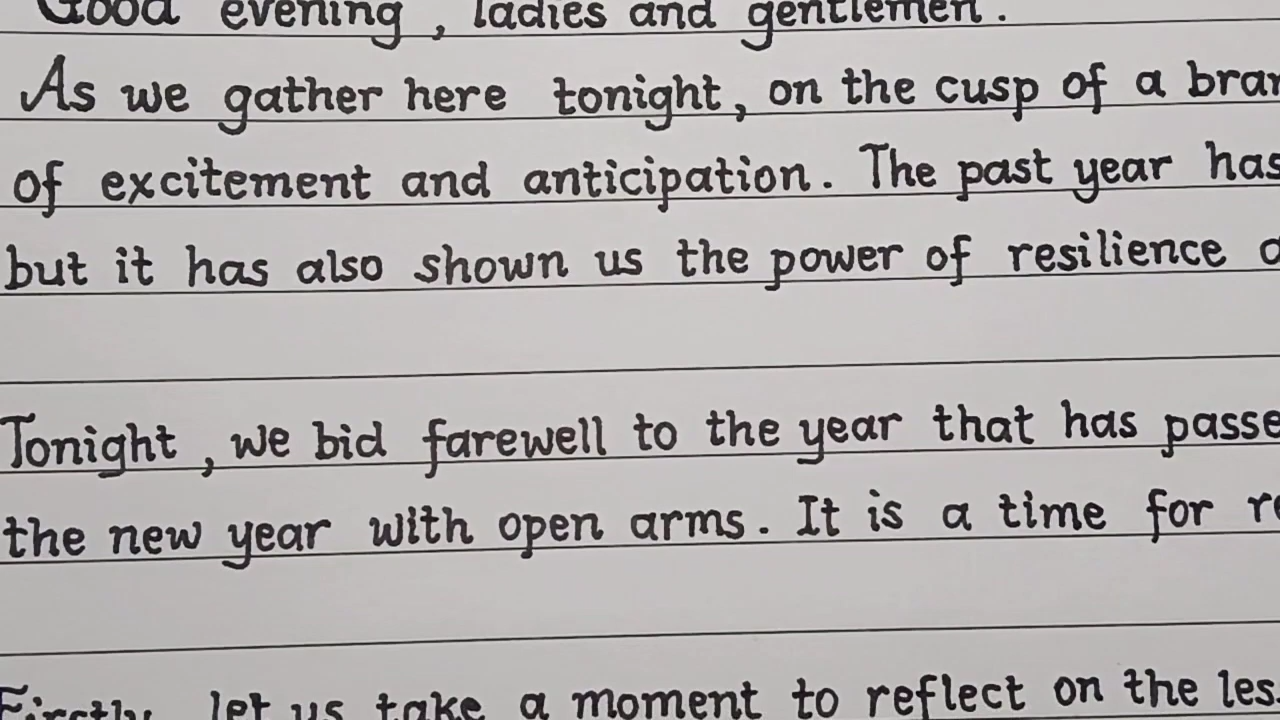 Good evening, ladies and gentlemen.
As we gather here tonight, on the cusp of a
of excitement and anticipation. The past year has
but it has also shown us the power of resilience
Tonight, we bid farewell to the year that has
the new year with open arms. It is a time for
Firstly, let us take a moment to reflect on the